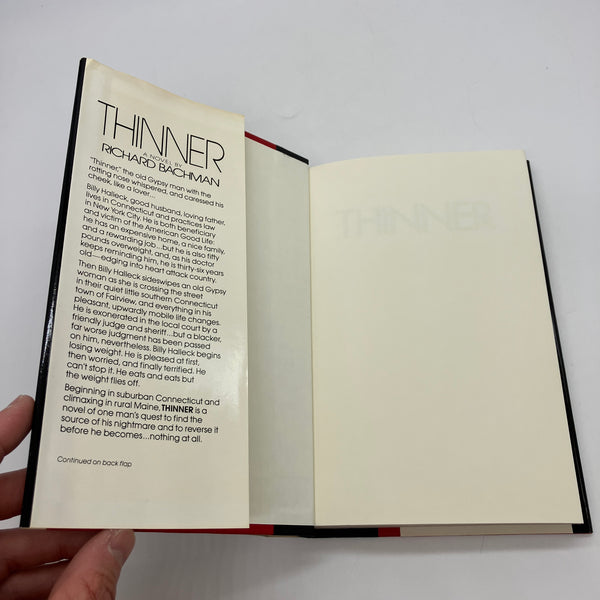 THINNER
A NOVEL BY
RICHARD BACHMAN
"Thinner," the old Gypsy man with the
rotting nose whispered, and caressed his
cheek, like a lover...
Billy Halleck, good husband, loving father,
lives in Connecticut and practices law
in New York City. He is both beneficiary
and victim of the American Good Life:
he has an expensive home, a nice family,
and a rewarding job...but he is also fifty
pounds overweight, and, as his doctor
keeps reminding him, he is thirty-six years
old—edging into heart attack country.
Then Billy Halleck sideswipes an old Gypsy
woman as she is crossing the street
in their quiet little southern Connecticut
town of Fairview, and everything in his
pleasant, upwardly mobile life changes.
He is exonerated in the local court by a
friendly judge and sheriff...but a blacker,
far worse judgment has been passed
on him, nevertheless. Billy Halleck begins
losing weight. He is pleased at first,
then worried, and finally terrified. He
can't stop it. He eats and eats but
the weight flies off.
Beginning in suburban Connecticut and
climaxing in rural Maine, THINNER is a
novel of one man's quest to find the
source of his nightmare and to reverse it
before he becomes...nothing at all.
Continued on back flap
THINNER